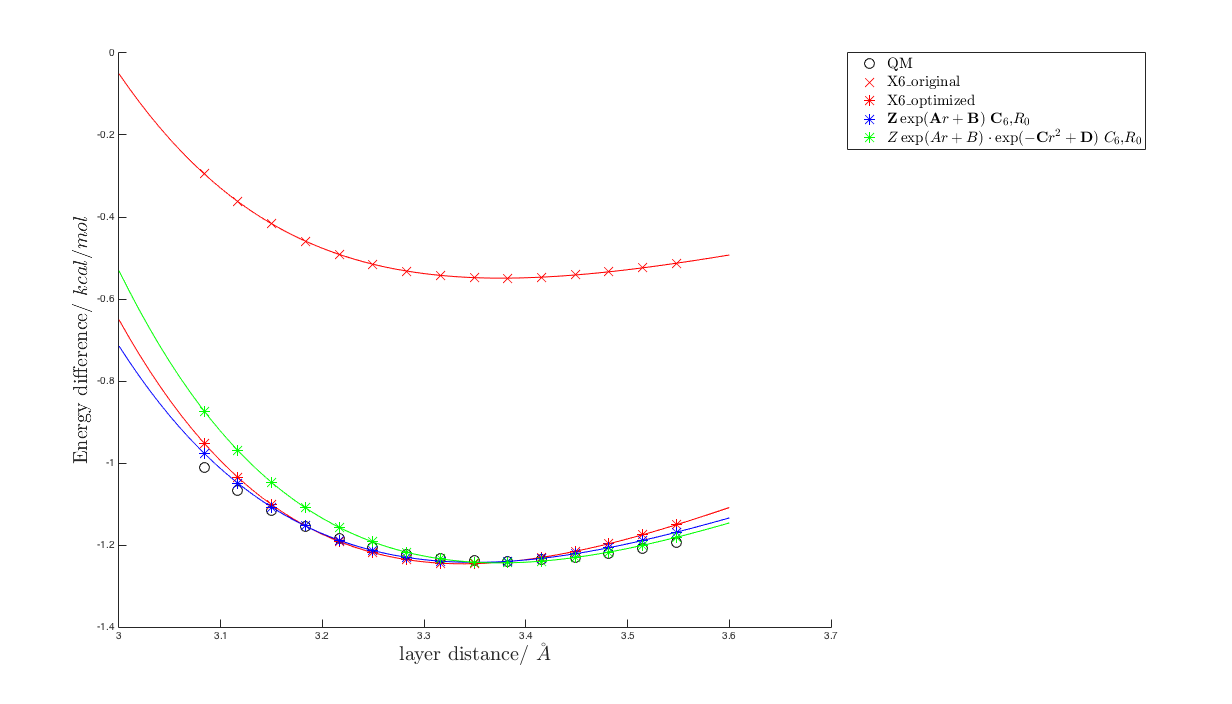 0
-0.2
-0.4
-0.6
-0.8
-1
-1.2
-1.4
Energy difference/ kcal/mol
3
3.1
3.2
3.3
3.4
3.5
3.6
3.7
layer distance/ Å
QM
X6_original
X6_optimized
Z exp(Ar + B) C₆,R₀
Z exp(Ar + B) · exp(−Cr² + D) C₆,R₀